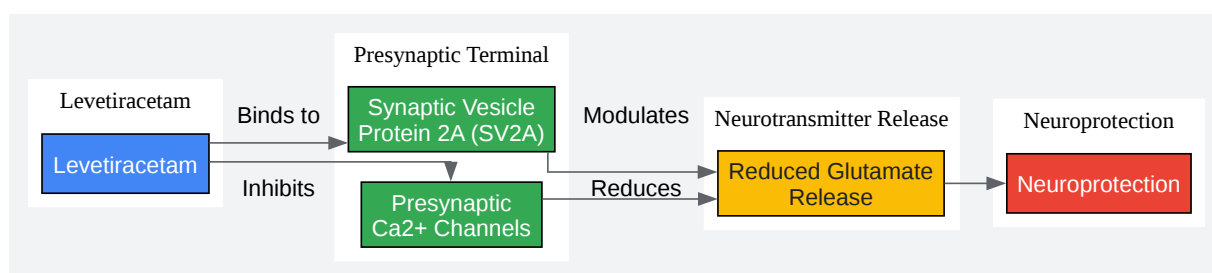 Levetiracetam
Levetiracetam
Binds to
Inhibits
Presynaptic Terminal
Synaptic Vesicle
Protein 2A (SV2A)
Presynaptic
Ca2+ Channels
Modulates
Reduces
Neurotransmitter Release
Reduced Glutamate
Release
Neuroprotection
Neuroprotection